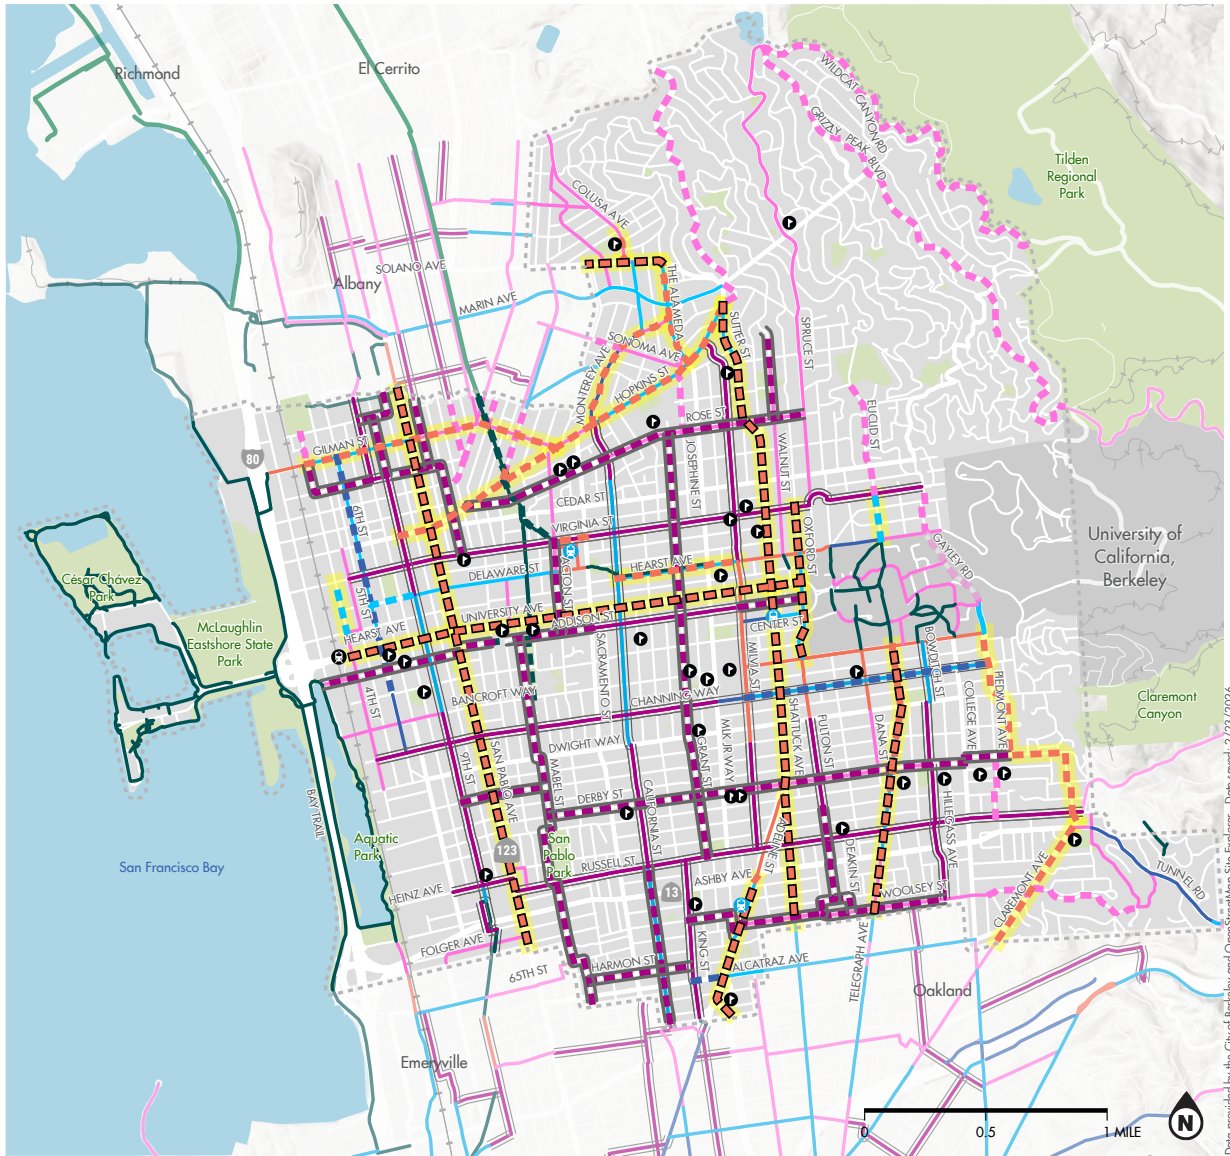 Richmond
El Cerrito
WILDCAT CANYON RD
GRIZZLY PEAK BLVD
Tilden
Regional
Park
COLUSA AVE
SOLANO AVE
Albany
THE ALAMEDA
MARIN AVE
SUTTER ST
SPRUCE ST
SONOMA AVE
MONTEREY AVE
HOPKINS ST
EUCLID ST
ROSE ST
GILMAN ST
JOSEPHINE ST
WALNUT ST
80
CEDAR ST
6TH ST
VIRGINIA ST
OXFORD ST
University of
California,
Berkeley
GAYLEY RD
HEARST AVE
DELAWARE ST
ACTON ST
César Chávez
Park
5TH ST
UNIVERSITY AVE
ADDISON ST
CENTER ST
HEARST AVE
McLaughlin
Eastshore State
Park
SACRAMENTO ST
MILVIA ST
BOWDITCH ST
4TH ST
BANCROFT WAY
CHANNING WAY
COLLEGE AVE
PIEDMONT AVE
Claremont
Canyon
SHATTUCK AVE
FULTON ST
DANA ST
MLK JR WAY
GRANT ST
DWIGHT WAY
9TH ST
SAN PABLO AVE
MABEL ST
DERBY ST
CALIFORNIA ST
HILLEGASS AVE
BAY TRAIL
ADELINE ST
Aquatic
Park
123
San
Pablo
Park
San Francisco Bay
RUSSELL ST
DEAKIN ST
ASHBY AVE
TUNNEL RD
HEINZ AVE
13
WOOLSEY ST
CLAREMONT AVE
FOLGER AVE
KING ST
TELEGRAPH AVE
65TH ST
HARMON ST
ALCATRAZ AVE
Oakland
Emeryville
0
0.5
1 MILE
N